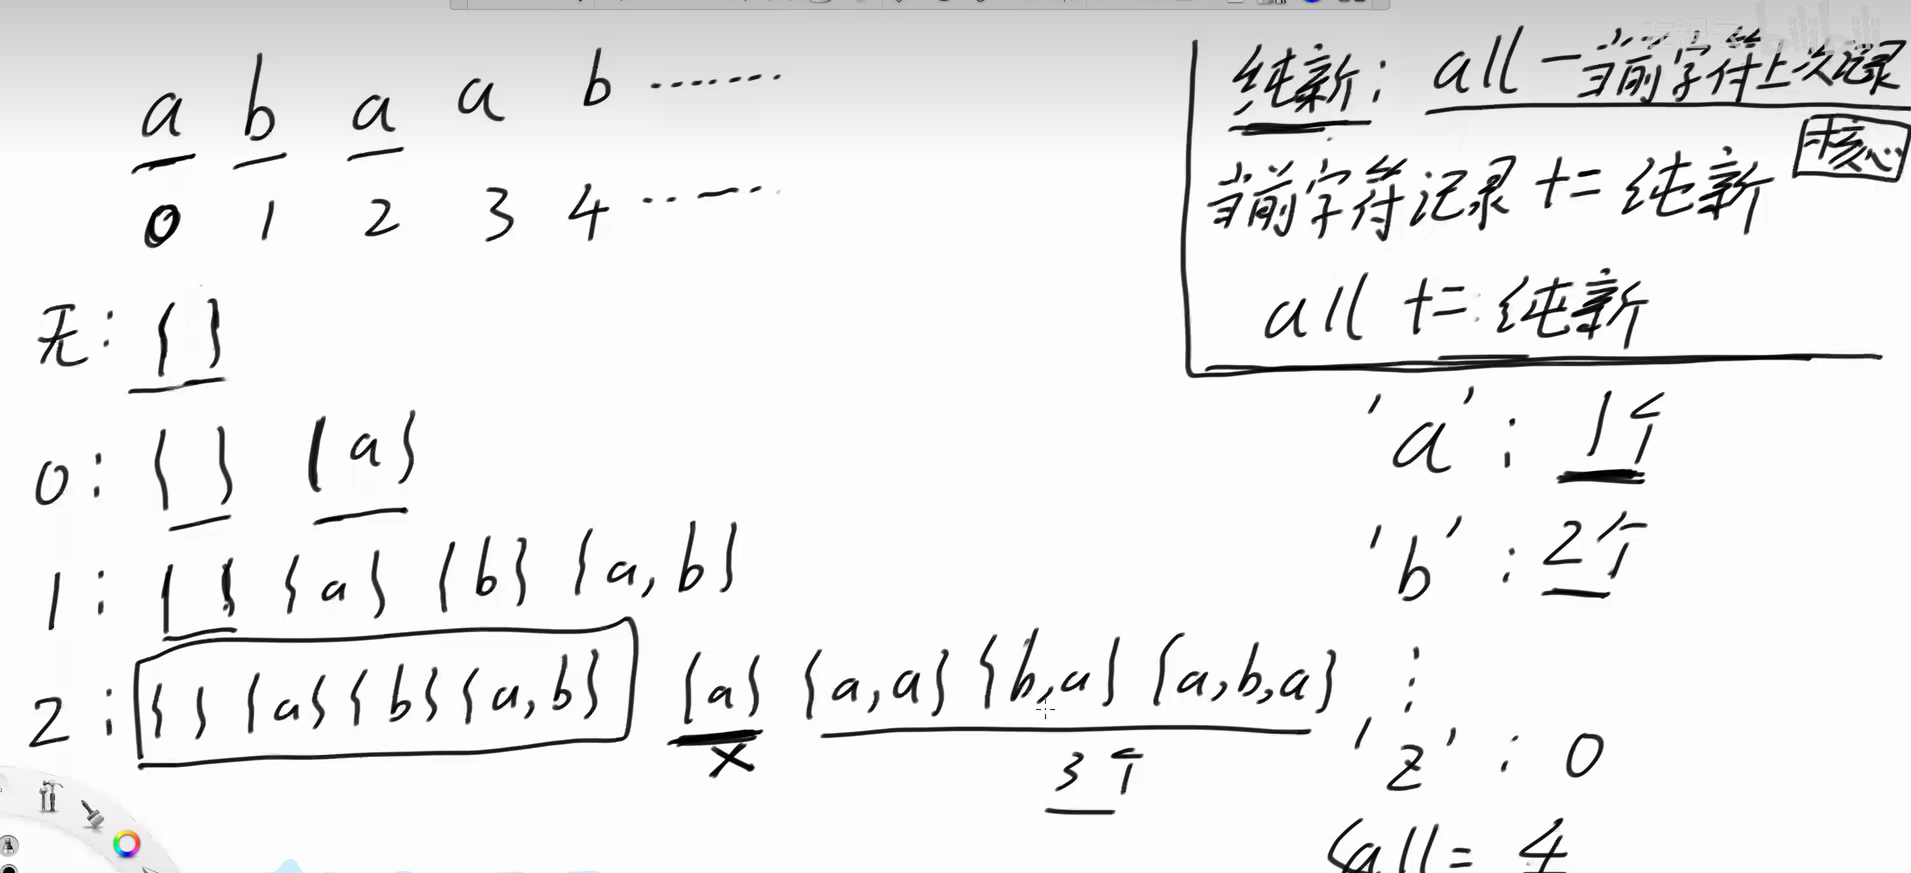 a b a a b ·······
0 1 2 3 4 ·······
无: { }
0: { } {a}
1: { } {a} {b} {a,b}
2: { } {a} {b} {a,b} {a} {a,a} {b,a} {a,b,a}
x 3个
纯新: all - 当前字符上次记录
核心
当前字符记录 += 纯新
all += 纯新
'a': 1个
'b': 2个
⋮
'z': 0
all = 4